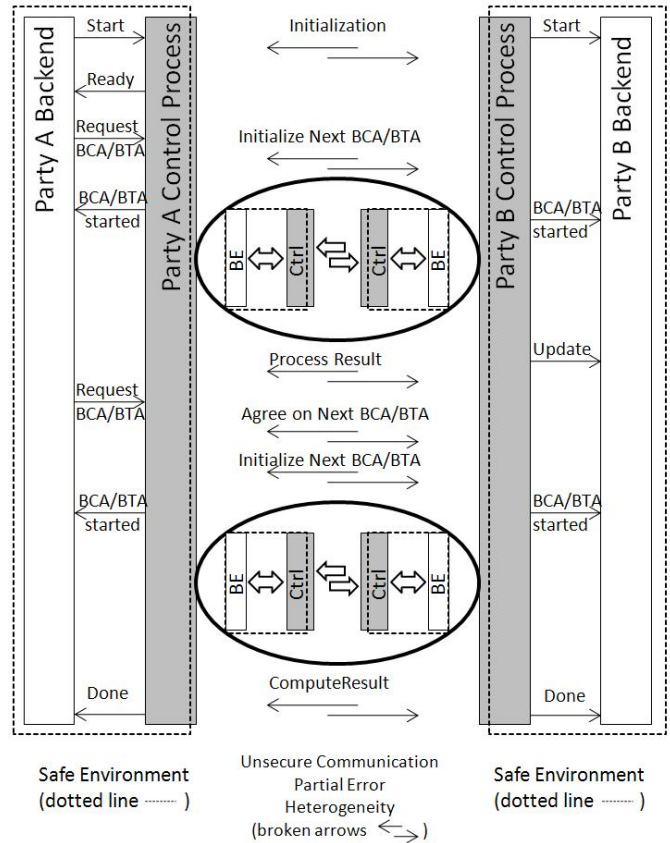 Start
Initialization
Start
Party A Backend
Party A Control Process
Party B Control Process
Party B Backend
Ready
Request
BCA/BTA
Initialize Next BCA/BTA
BCA/BTA
started
BCA/BTA
started
BE
Ctrl
Ctrl
BE
Process Result
Update
Request
BCA/BTA
Agree on Next BCA/BTA
Initialize Next BCA/BTA
BCA/BTA
started
BCA/BTA
started
BE
Ctrl
Ctrl
BE
Done
ComputeResult
Done
Safe Environment
(dotted line ------- )
Unsecure Communication
Partial Error
Heterogeneity
(broken arrows )
Safe Environment
(dotted line ------- )